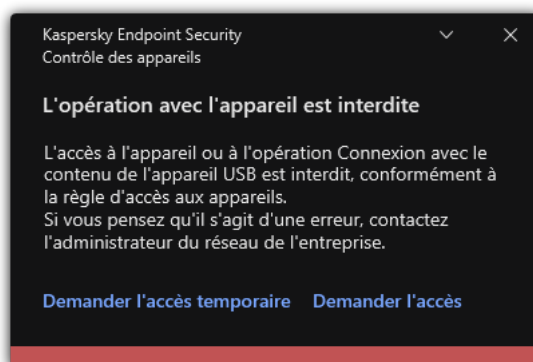 Kaspersky Endpoint Security
Contrôle des appareils
L'opération avec l'appareil est interdite
L'accès à l'appareil ou à l'opération Connexion avec le
contenu de l'appareil USB est interdit, conformément à
la règle d'accès aux appareils.
Si vous pensez qu'il s'agit d'une erreur, contactez
l'administrateur du réseau de l'entreprise.
Demander l'accès temporaire Demander l'accès